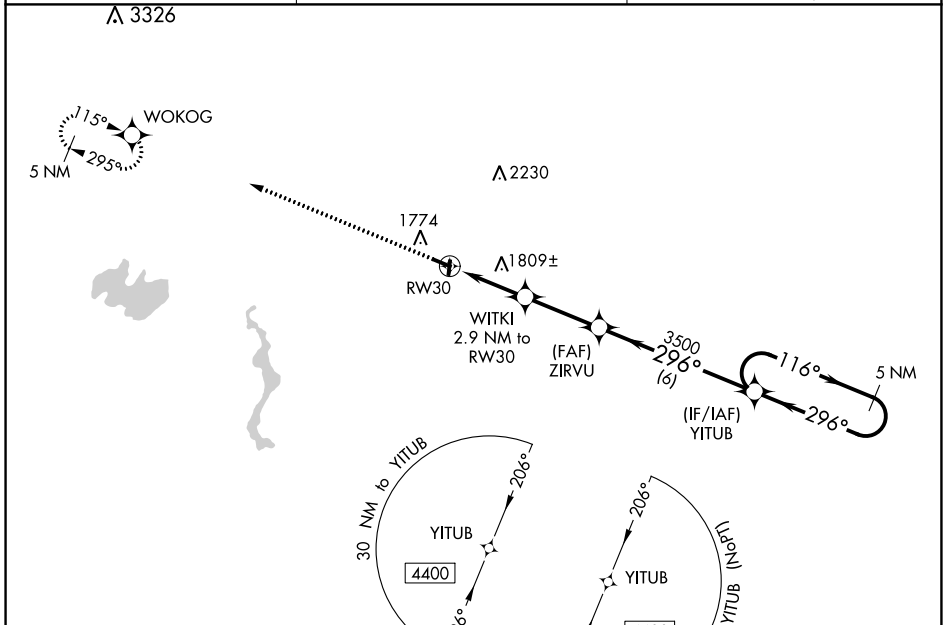 3326
115°
WOKOG
295°
5 NM
2230
1774
1809±
RW30
WITKI
2.9 NM to
RW30
(FAF)
ZIRVU
3500
296°
(6)
116°
5 NM
296°
(IF/IAF)
YITUB
30 NM to YITUB
206°
YITUB
4400
206°
YITUB
YITUB (NoPT)